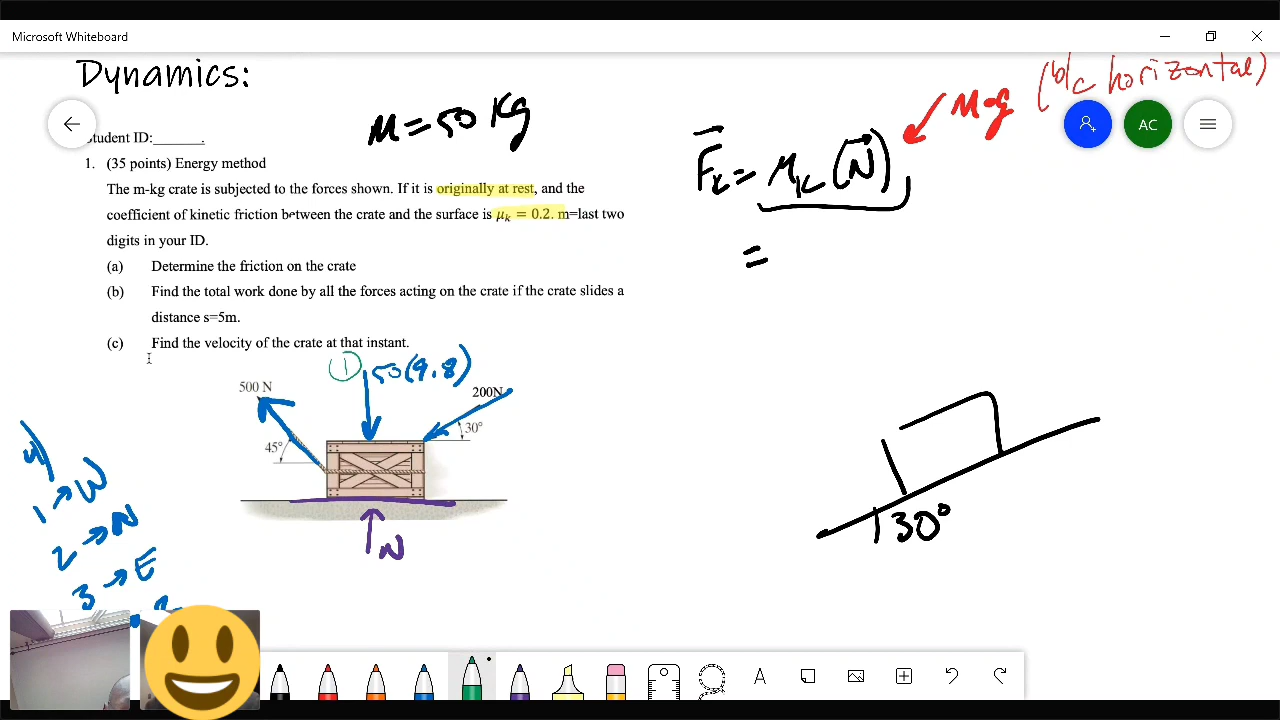 Microsoft Whiteboard
Dynamics:
(b/c horizontal)
M = 50 Kg
M·g
AC
F_k = μ_k (N)
=
Student ID:_______.
1. (35 points) Energy method
The m-kg crate is subjected to the forces shown. If it is originally at rest, and the
coefficient of kinetic friction between the crate and the surface is μₖ = 0.2. m=last two
digits in your ID.
(a) Determine the friction on the crate
(b) Find the total work done by all the forces acting on the crate if the crate slides a
distance s=5m.
(c) Find the velocity of the crate at that instant.
① 50(9.8)
500 N
200N
30°
45°
1 → W
2 → N
3 → E
N
30°
A